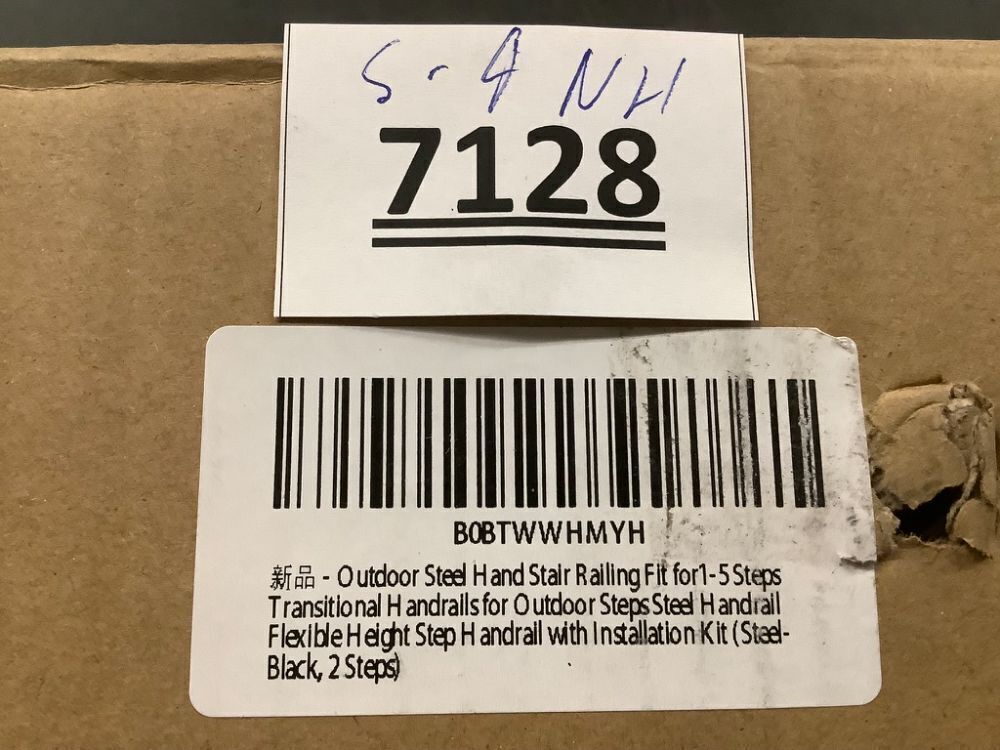 S-4 NH
7128
B0BTWWHMYH
新品 - Outdoor Steel Hand Stair Railing Fit for1-5 Steps
Transitional Handrails for Outdoor Steps Steel Handrail
Flexible Height Step Handrail with Installation Kit (Steel-
Black, 2 Steps)